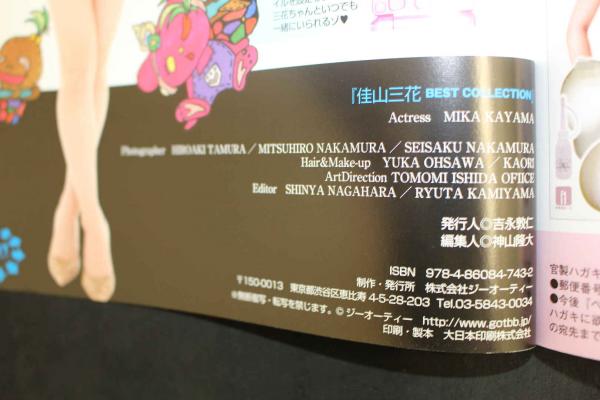 三花ちゃんといつでも
一緒にいられるゾ♥
『佳山三花 BEST COLLECTION』
Actress MIKA KAYAMA
Photographer HIROAKI TAMURA／MITSUHIRO NAKAMURA／SEISAKU NAKAMURA
Hair&Make-up YUKA OHSAWA／KAORI
ArtDirection TOMOMI ISHIDA OFIICE
Editor SHINYA NAGAHARA／RYUTA KAMIYAMA
発行人◎吉永敦仁
編集人◎神山隆大
ISBN 978-4-86084-743-2
制作・発行所 株式会社ジーオーティー
〒150-0013 東京都渋谷区恵比寿 4-5-28-203 Tel.03-5843-0034
※無断複写・転写を禁じます。©ジーオーティー http://www.gotbb.jp/
印刷・製本 大日本印刷株式会社
官製ハガキ
●郵便番号
●今後『ベ
ハガキに欲
の宛先まで